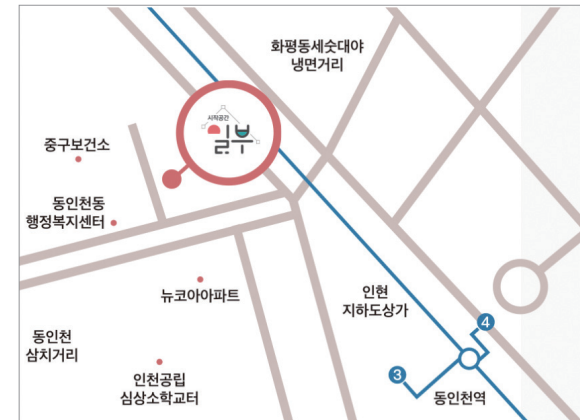 화평동세숫대야
냉면거리
시작공간
일부
중구보건소
동인천동
행정복지센터
뉴코아아파트
인현
지하도상가
동인천
삼치거리
인천공립
심상소학교터
4
3
동인천역